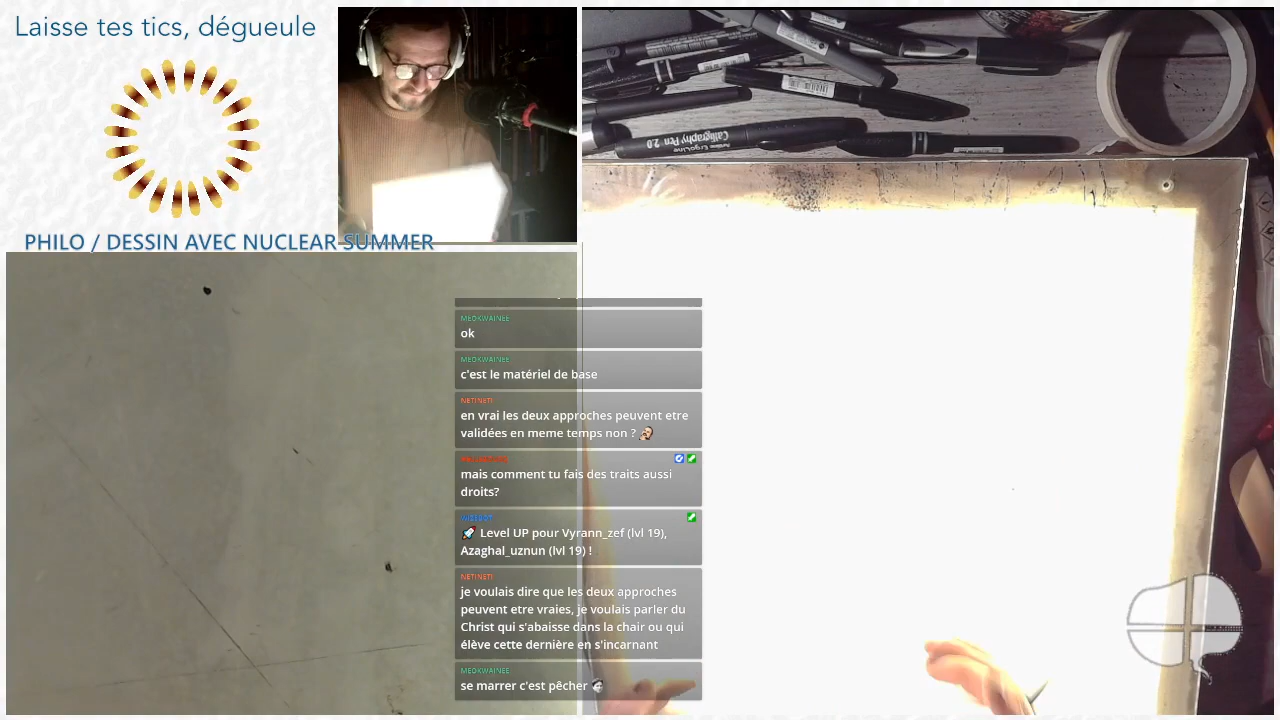 Laisse tes tics, dégueule
PHILO / DESSIN AVEC NUCLEAR SUMMER
MEOKWAINEE
ok
MEOKWAINEE
c'est le matériel de base
NETINETI
en vrai les deux approches peuvent etre
validées en meme temps non ?
mais comment tu fais des traits aussi
droits?
Level UP pour Vyrann_zef (lvl 19),
Azaghal_uznun (lvl 19) !
NETINETI
je voulais dire que les deux approches
peuvent etre vraies, je voulais parler du
Christ qui s'abaisse dans la chair ou qui
élève cette dernière en s'incarnant
MEOKWAINEE
se marrer c'est pêcher
Calligraphy Pen 2.0